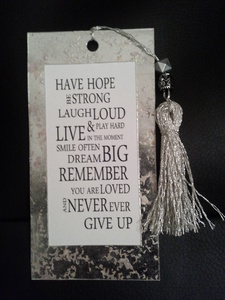 HAVE HOPE
BE STRONG
LAUGH LOUD
& PLAY HARD
LIVE IN THE MOMENT
SMILE OFTEN
DREAM BIG
REMEMBER
YOU ARE LOVED
AND NEVER EVER
GIVE UP